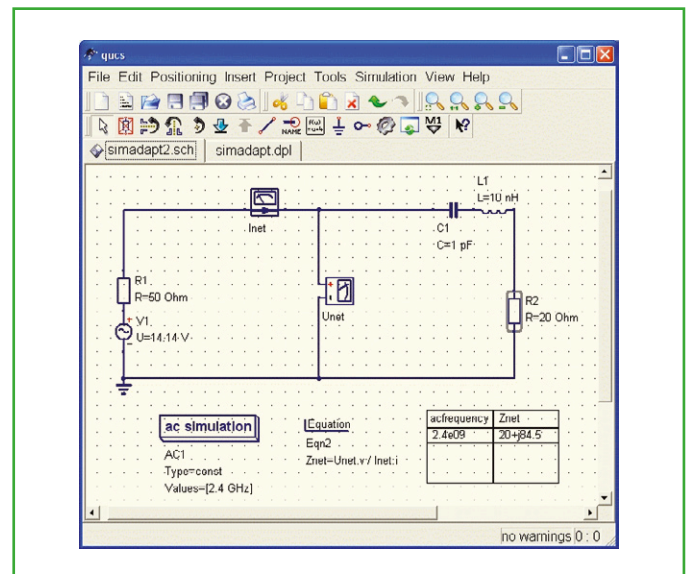 qucs
File Edit Positioning Insert Project Tools Simulation View Help
NAME
M1
simadapt2.sch simadapt.dpl
L1
L=10 nH
Inet
C1
C=1 pF
R1
R=50 Ohm
Unet
R2
R=20 Ohm
V1
U=14.14 V
ac simulation
AC1
Type=const
Values=[2.4 GHz]
Equation
Eqn2
Znet=Unet.v / Inet.i
acfrequency Znet
2.4e09 20+j84.5
no warnings 0 : 0